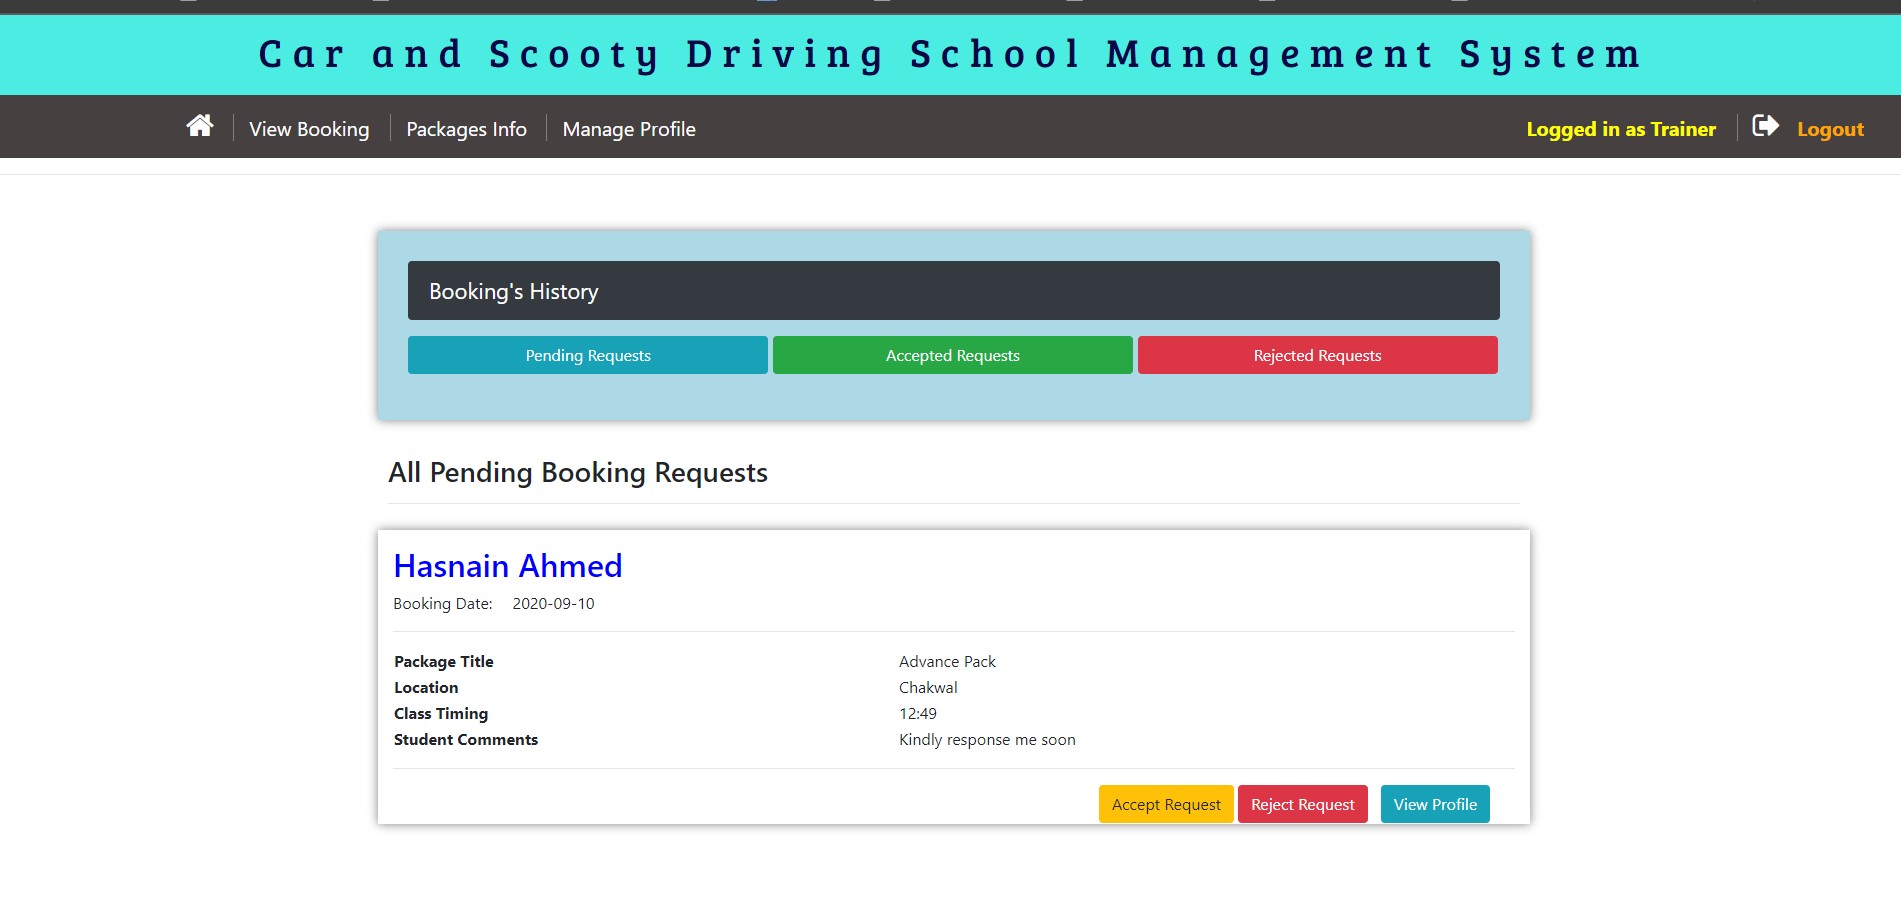 Car and Scooty Driving School Management System
View Booking Packages Info Manage Profile Logged in as Trainer Logout
Booking's History
Pending Requests Accepted Requests Rejected Requests
All Pending Booking Requests
Hasnain Ahmed
Booking Date: 2020-09-10
Package Title Advance Pack
Location Chakwal
Class Timing 12:49
Student Comments Kindly response me soon
Accept Request Reject Request View Profile